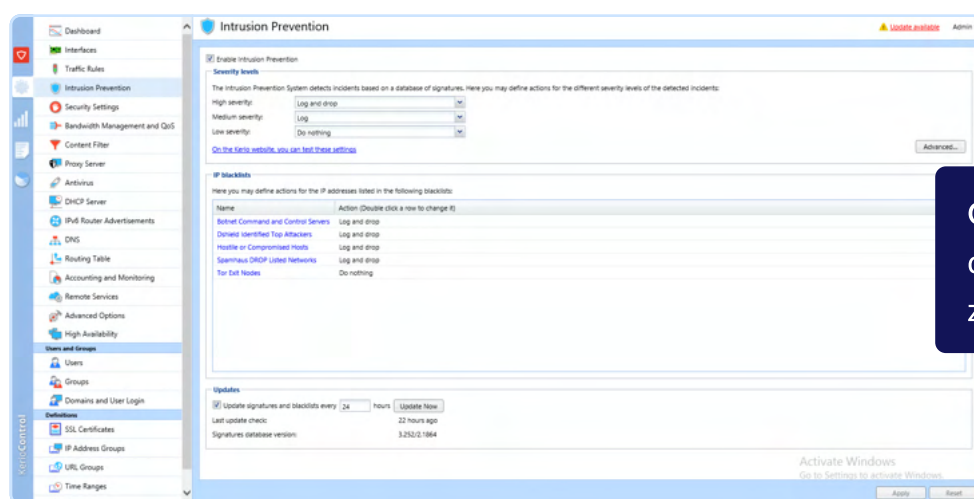 Dashboard
Interfaces
Traffic Rules
Intrusion Prevention
Security Settings
Bandwidth Management and QoS
Content Filter
Proxy Server
Antivirus
DHCP Server
IPv6 Router Advertisements
DNS
Routing Table
Accounting and Monitoring
Remote Services
Advanced Options
High Availability
Users and Groups
Users
Groups
Domains and User Login
Definitions
SSL Certificates
IP Address Groups
URL Groups
Time Ranges
KerioControl
Intrusion Prevention
Update available Admin
Enable Intrusion Prevention
Severity levels
The Intrusion Prevention System detects incidents based on a database of signatures. Here you may define actions for the different severity levels of the detected incidents:
High severity: Log and drop
Medium severity: Log
Low severity: Do nothing
On the Kerio website, you can test these settings
Advanced...
IP blacklists
Here you may define actions for the IP addresses listed in the following blacklists:
Name Action (Double click a row to change it)
Botnet Command and Control Servers Log and drop
Dshield Identified Top Attackers Log and drop
Hostile or Compromised Hosts Log and drop
Spamhaus DROP Listed Networks Log and drop
Tor Exit Nodes Do nothing
Updates
Update signatures and blacklists every 24 hours Update Now
Last update check: 22 hours ago
Signatures database version: 3.252/2.1864
Activate Windows
Go to Settings to activate Windows.
Apply Reset